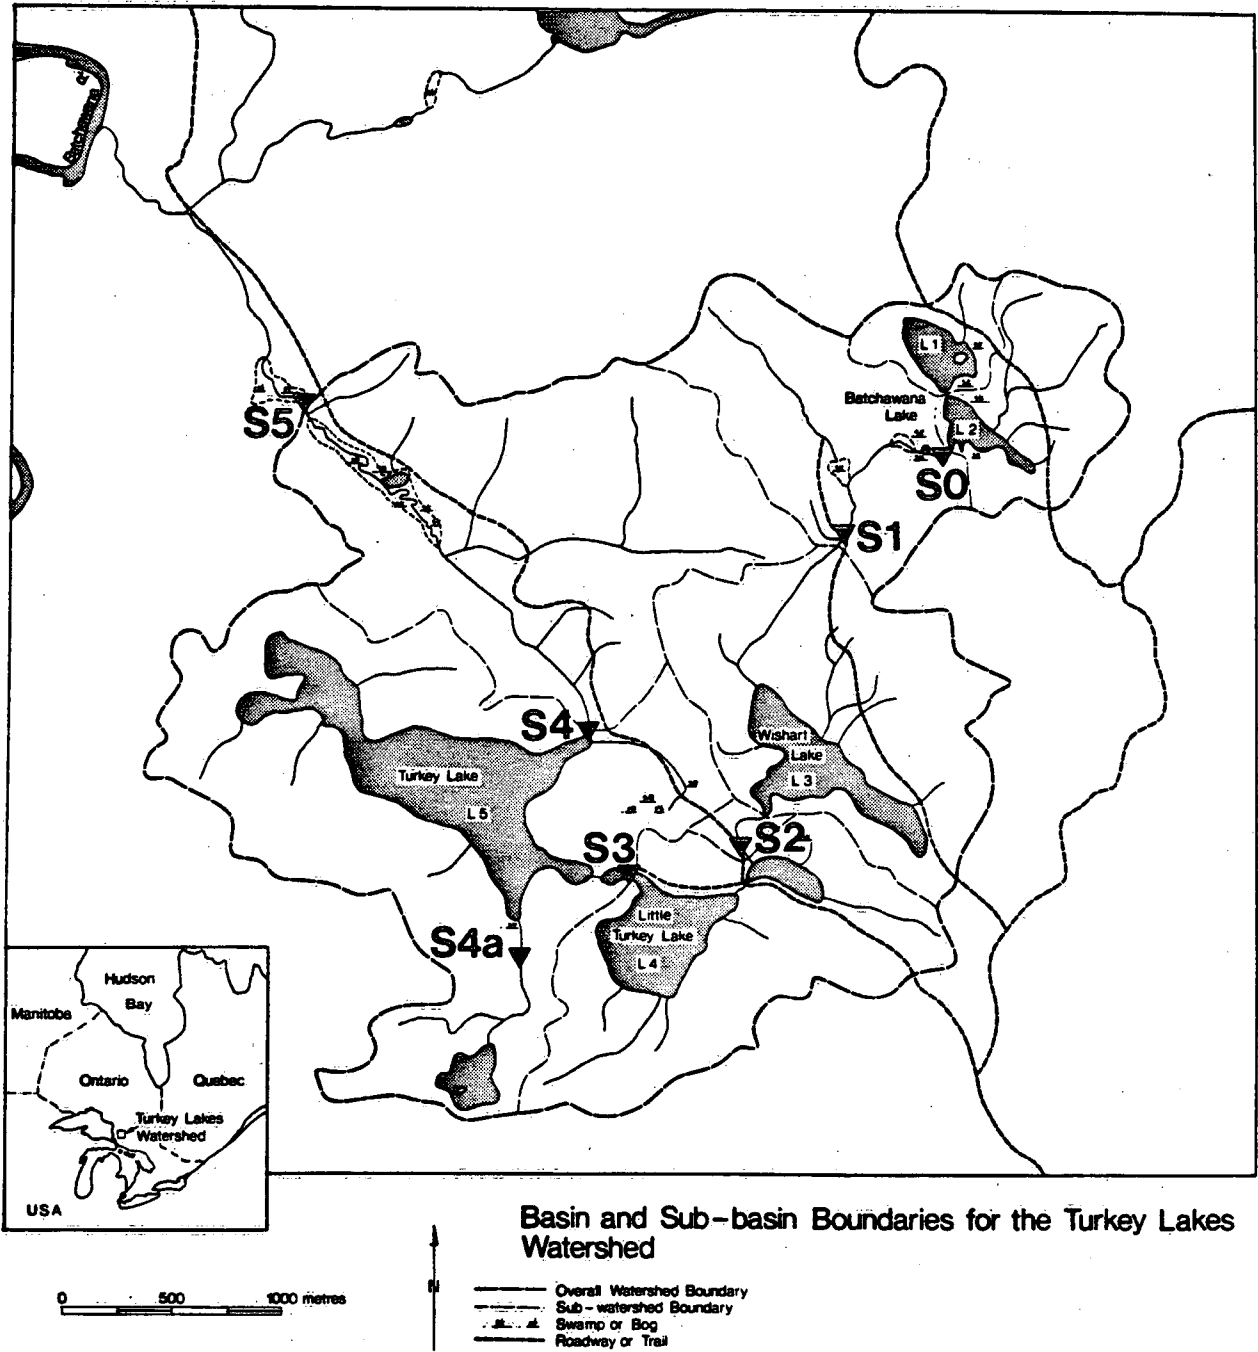 Batchawana R.
L 1
Batchawana
Lake
L 2
S5
S0
S1
S4
Wishart
Lake
L 3
Turkey Lake
L 5
S3
S2
Little
Turkey Lake
L 4
S4a
Hudson
Bay
Manitoba
Ontario
Quebec
Turkey Lakes
Watershed
USA
Basin and Sub-basin Boundaries for the Turkey Lakes
Watershed
N
0 500 1000 metres
Overall Watershed Boundary
Sub-watershed Boundary
Swamp or Bog
Roadway or Trail